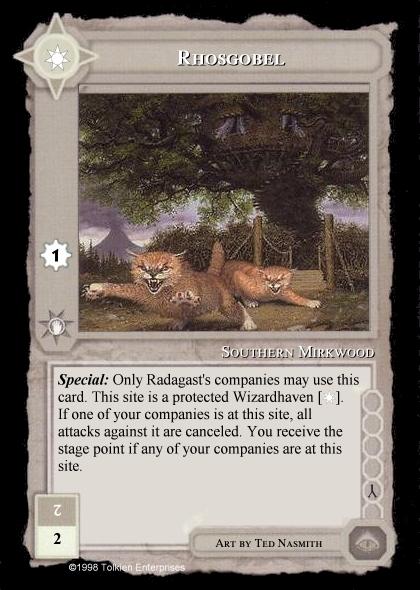 RHOSGOBEL
1
SOUTHERN MIRKWOOD
Special: Only Radagast's companies may use this
card. This site is a protected Wizardhaven [☼].
If one of your companies is at this site, all
attacks against it are canceled. You receive the
stage point if any of your companies are at this
site.
2
2
ART BY TED NASMITH
©1998 Tolkien Enterprises